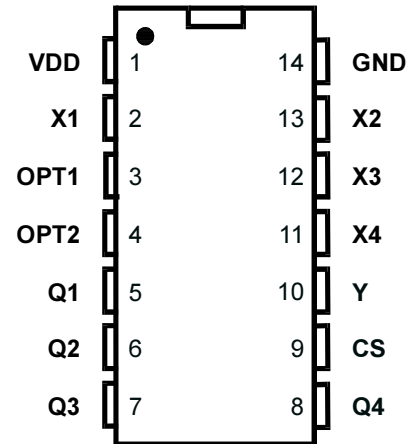 VDD 1 14 GND
X1 2 13 X2
OPT1 3 12 X3
OPT2 4 11 X4
Q1 5 10 Y
Q2 6 9 CS
Q3 7 8 Q4